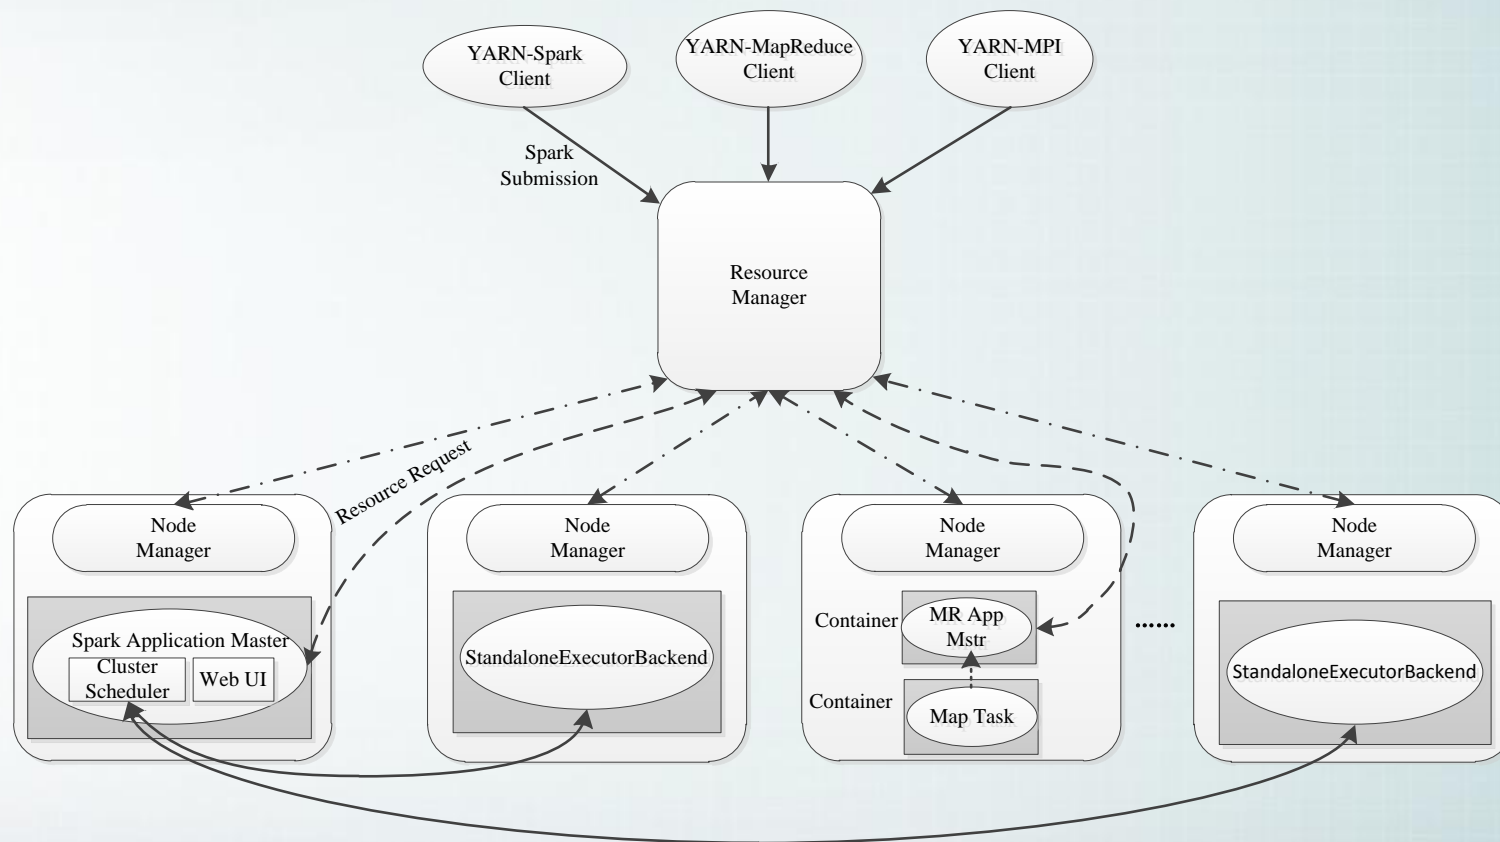 YARN-Spark
Client
YARN-MapReduce
Client
YARN-MPI
Client
Spark
Submission
Resource
Manager
Resource Request
Node
Manager
Node
Manager
Node
Manager
Node
Manager
Spark Application Master
Cluster
Scheduler
Web UI
StandaloneExecutorBackend
Container
MR App
Mstr
Container
Map Task
......
StandaloneExecutorBackend